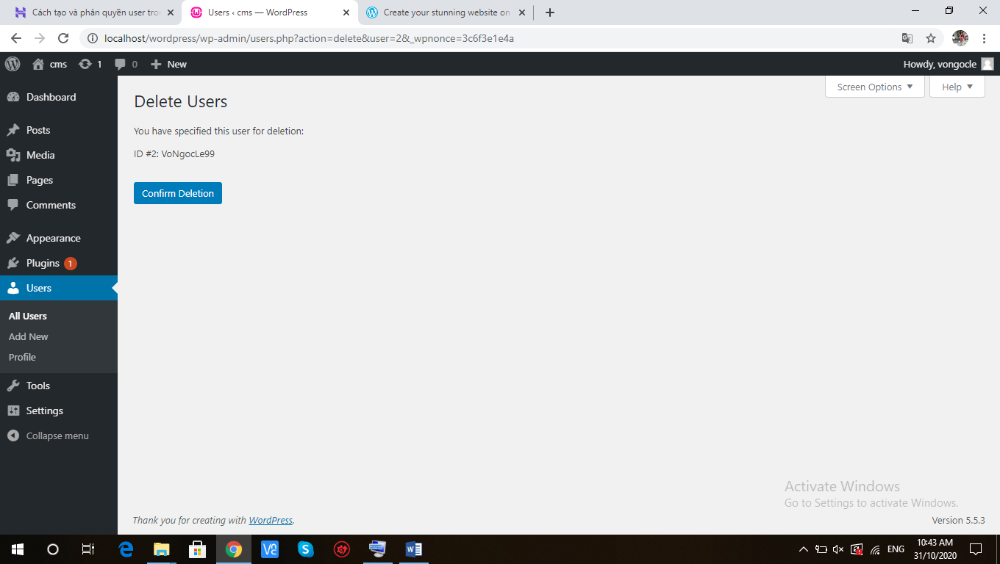 Cách tạo và phân quyền user tro
Users ‹ cms — WordPress
Create your stunning website on
localhost/wordpress/wp-admin/users.php?action=delete&user=2&_wpnonce=3c6f3e1e4a
cms
1
0
New
Howdy, vongocle
Screen Options
Help
Dashboard
Posts
Media
Pages
Comments
Appearance
Plugins 1
Users
All Users
Add New
Profile
Tools
Settings
Collapse menu
Delete Users
You have specified this user for deletion:
ID #2: VoNgocLe99
Confirm Deletion
Activate Windows
Go to Settings to activate Windows.
Thank you for creating with WordPress.
Version 5.5.3
ENG
10:43 AM
31/10/2020